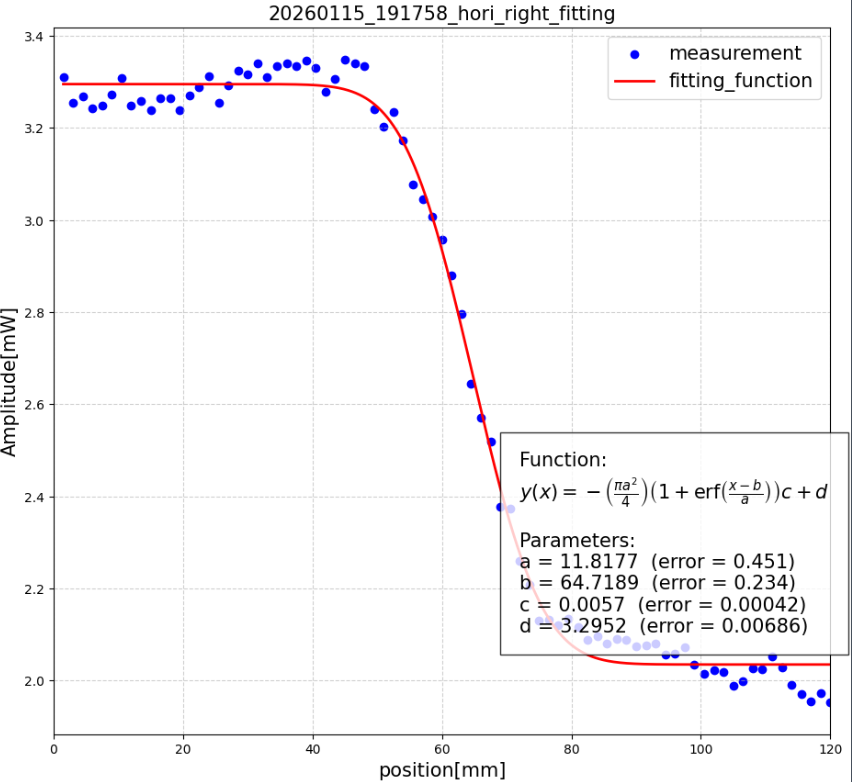 20260115_191758_hori_right_fitting
Amplitude[mW]
3.4
3.2
3.0
2.8
2.6
2.4
2.2
2.0
measurement
fitting_function
Function:
y(x) = −(πa²/4)(1 + erf((x−b)/a))c + d
Parameters:
a = 11.8177 (error = 0.451)
b = 64.7189 (error = 0.234)
c = 0.0057 (error = 0.00042)
d = 3.2952 (error = 0.00686)
0 20 40 60 80 100 120
position[mm]